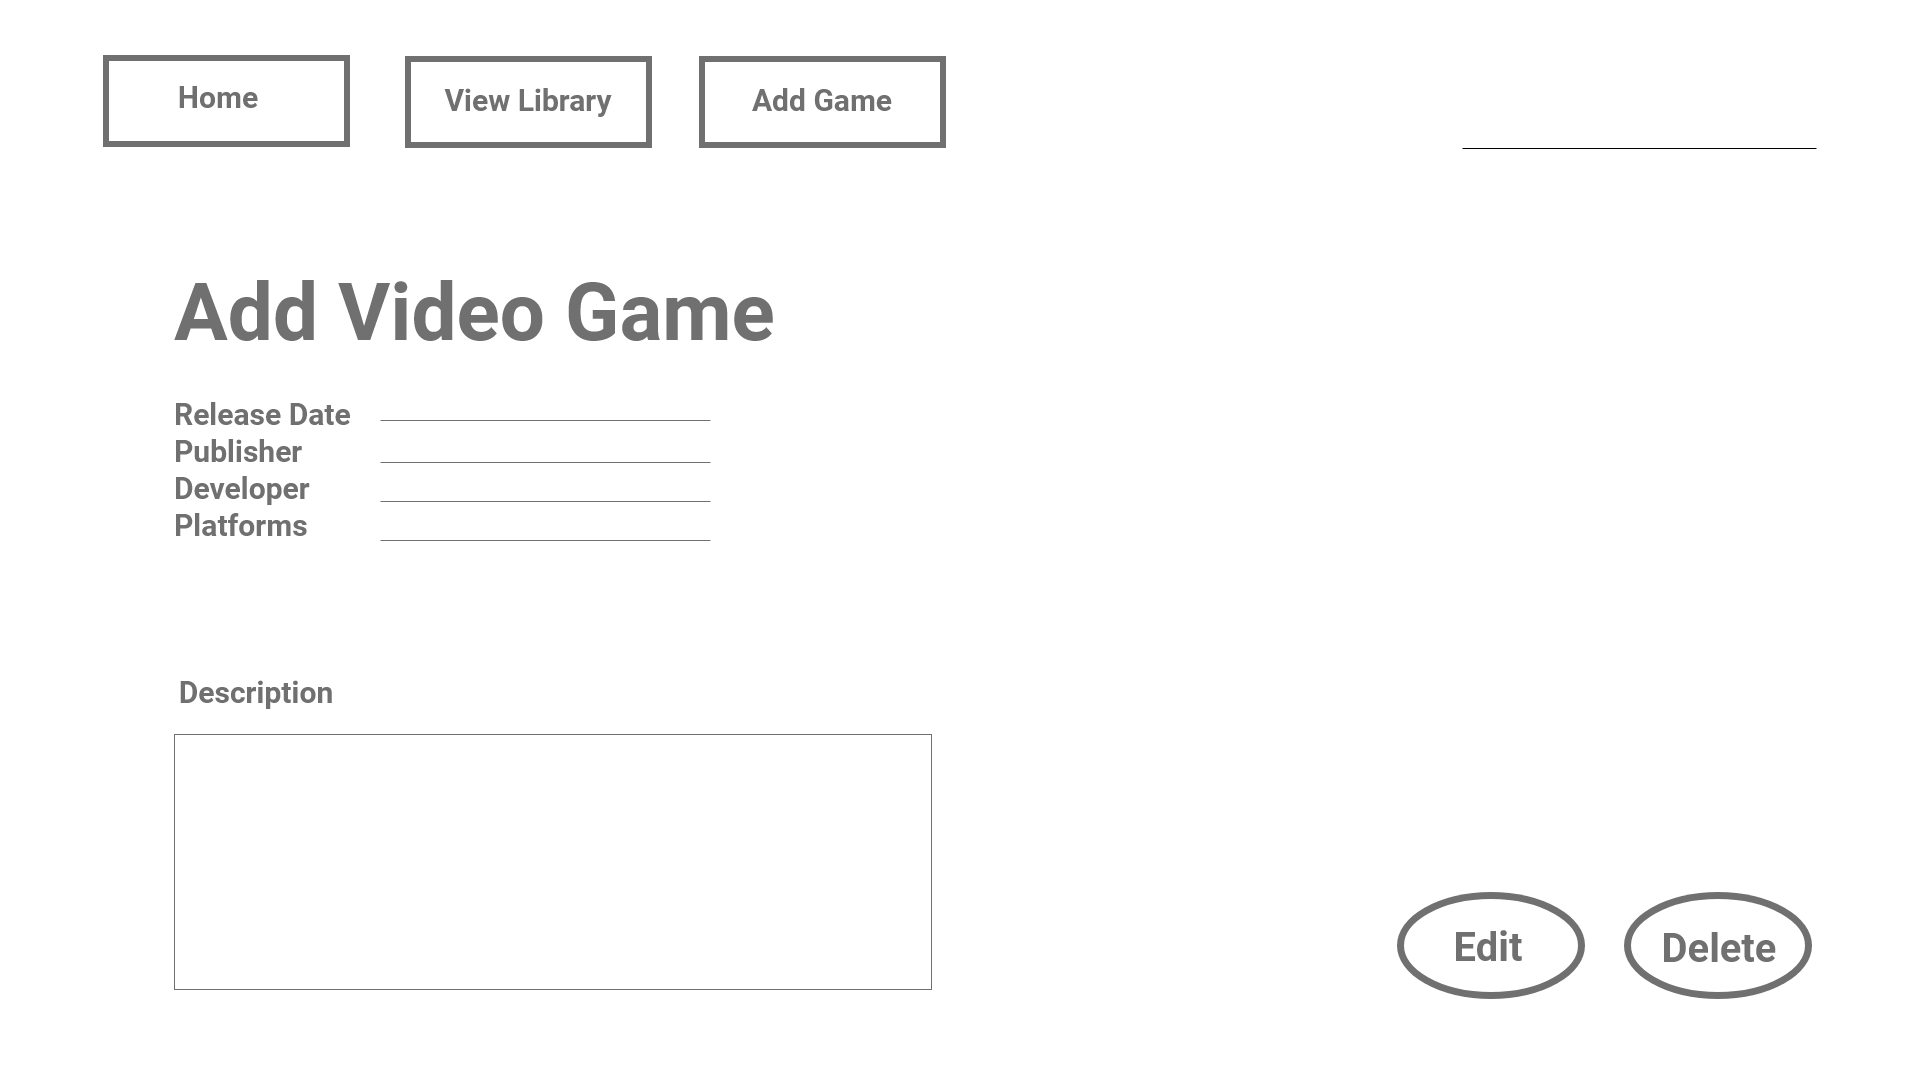 Home
View Library
Add Game
Add Video Game
Release Date
Publisher
Developer
Platforms
Description
Edit
Delete